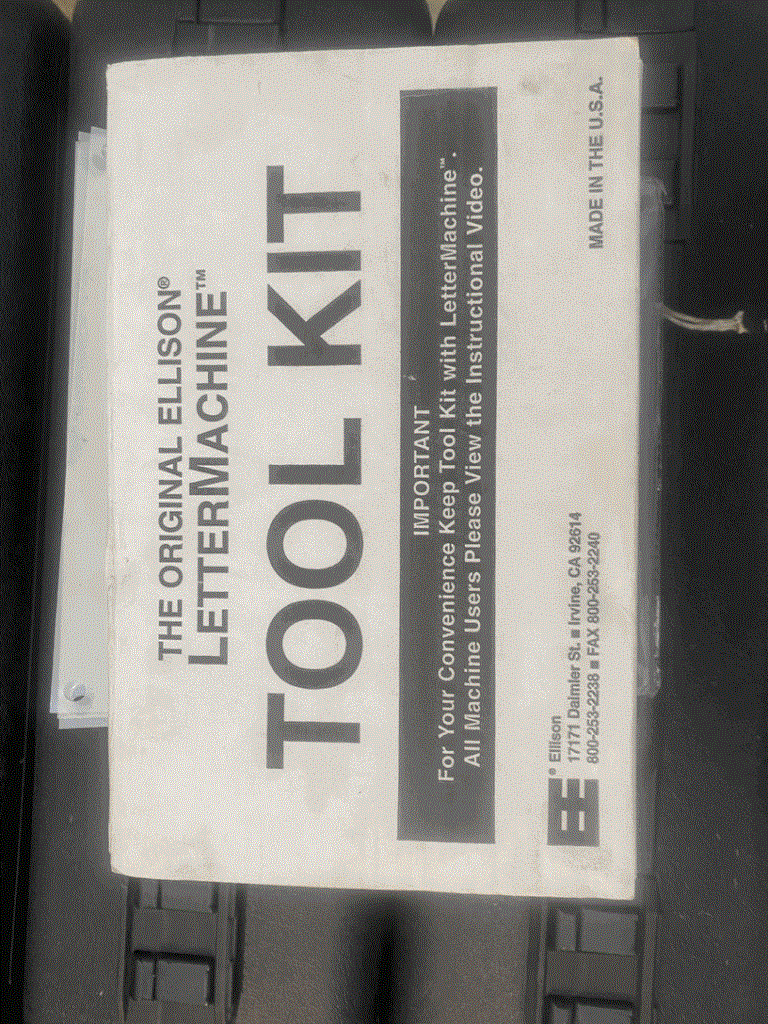 THE ORIGINAL ELLISON®
LETTERMACHINE™
TOOL KIT
IMPORTANT
For Your Convenience Keep Tool Kit with LetterMachine™.
All Machine Users Please View the Instructional Video.
® Ellison
17171 Daimler St. ■ Irvine, CA 92614
800-253-2238 ■ FAX 800-253-2240
MADE IN THE U.S.A.